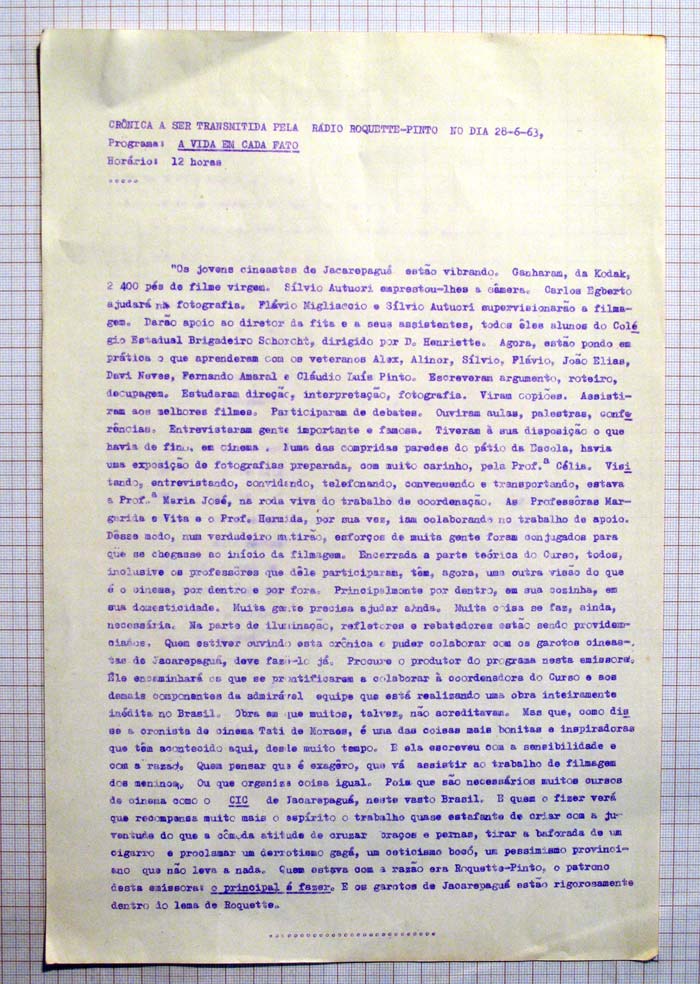 CRÔNICA A SER TRANSMITIDA PELA RÁDIO ROQUETTE-PINTO NO DIA 28-6-63,
Programa: A VIDA EM CADA FATO
Horário: 12 horas
"Os jovens cineastas de Jacarepaguá estão vibrando. Ganharam, da Kodak,
2 400 pés de filme virgem. Sílvio Autuori emprestou-lhes a câmera. Carlos Egberto
ajudará na fotografia. Flávio Migliaccio e Sílvio Autuori supervisionarão a filma-
gem. Darão apoio ao diretor da fita e a seus assistentes, todos êles alunos do Colé
gio Estadual Brigadeiro Schorcht, dirigido por D. Henriette. Agora, estão pondo em
prática o que aprenderam com os veteranos Alex, Alinor, Sílvio, Flávio, João Elias,
Davi Neves, Fernando Amaral e Cláudio Luís Pinto. Escreveram argumento, roteiro,
decupagem. Estudaram direção, interpretação, fotografia. Viram copiões. Assisti-
ram aos melhores filmes. Participaram de debates. Ouviram aulas, palestras, confe
rências. Entrevistaram gente importante e famosa. Tiveram à sua disposição o que
havia de fino, em cinema . Numa das compridas paredes do pátio da Escola, havia
uma exposição de fotografias preparada, com muito carinho, pela Prof.ª Célia. Visi
tando, entrevistando, convidando, telefonando, convencendo e transportando, estava
a Prof.ª Maria José, na roda viva do trabalho de coordenação. As Professôras Mar-
garida e Vita e o Prof. Hermida, por sua vez, iam colaborando no trabalho de apoio.
Dêsse modo, num verdadeiro mutirão, esforços de muita gente foram conjugados para
que se chegasse ao início da filmagem. Encerrada a parte teórica do Curso, todos,
inclusive os professôres que dêle participaram, têm, agora, uma outra visão do que
é o cinema, por dentro e por fora. Principalmente por dentro, em sua cozinha, em
sua domesticidade. Muita gente precisa ajudar ainda. Muita coisa se faz, ainda,
necessária. Na parte de iluminação, refletores e rebatedores estão sendo providen-
ciados. Quem estiver ouvindo esta crônica e puder colaborar com os garotos cineas-
tas de Jacarepaguá, deve fazê-lo já. Procure o produtor do programa nesta emissora.
Êle encaminhará os que se prontificarem a colaborar à coordenadora do Curso e aos
demais componentes da admirável equipe que está realizando uma obra inteiramente
inédita no Brasil. Obra em que muitos, talvez, não acreditavam. Mas que, como dis
se a cronista de cinema Tati de Moraes, é uma das coisas mais bonitas e inspiradoras
que têm acontecido aqui, desde muito tempo. E ela escreveu com a sensibilidade e
com a razão. Quem pensar que é exagêro, que vá assistir ao trabalho de filmagem
dos meninos. Ou que organize coisa igual. Pois que são necessários muitos cursos
de cinema como o CIC de Jacarepaguá, neste vasto Brasil. E quem o fizer verá
que recompensa muito mais o espírito o trabalho quase estafante de criar com a ju-
ventude do que a cômoda atitude de cruzar braços e pernas, tirar a baforada de um
cigarro e proclamar um derrotismo gagá, um ceticismo bocó, um pessimismo provinci-
ano que não leva a nada. Quem estava com a razão era Roquette-Pinto, o patrono
desta emissora: o principal é fazer. E os garotos de Jacarepaguá estão rigorosamente
dentro do lema de Roquette.